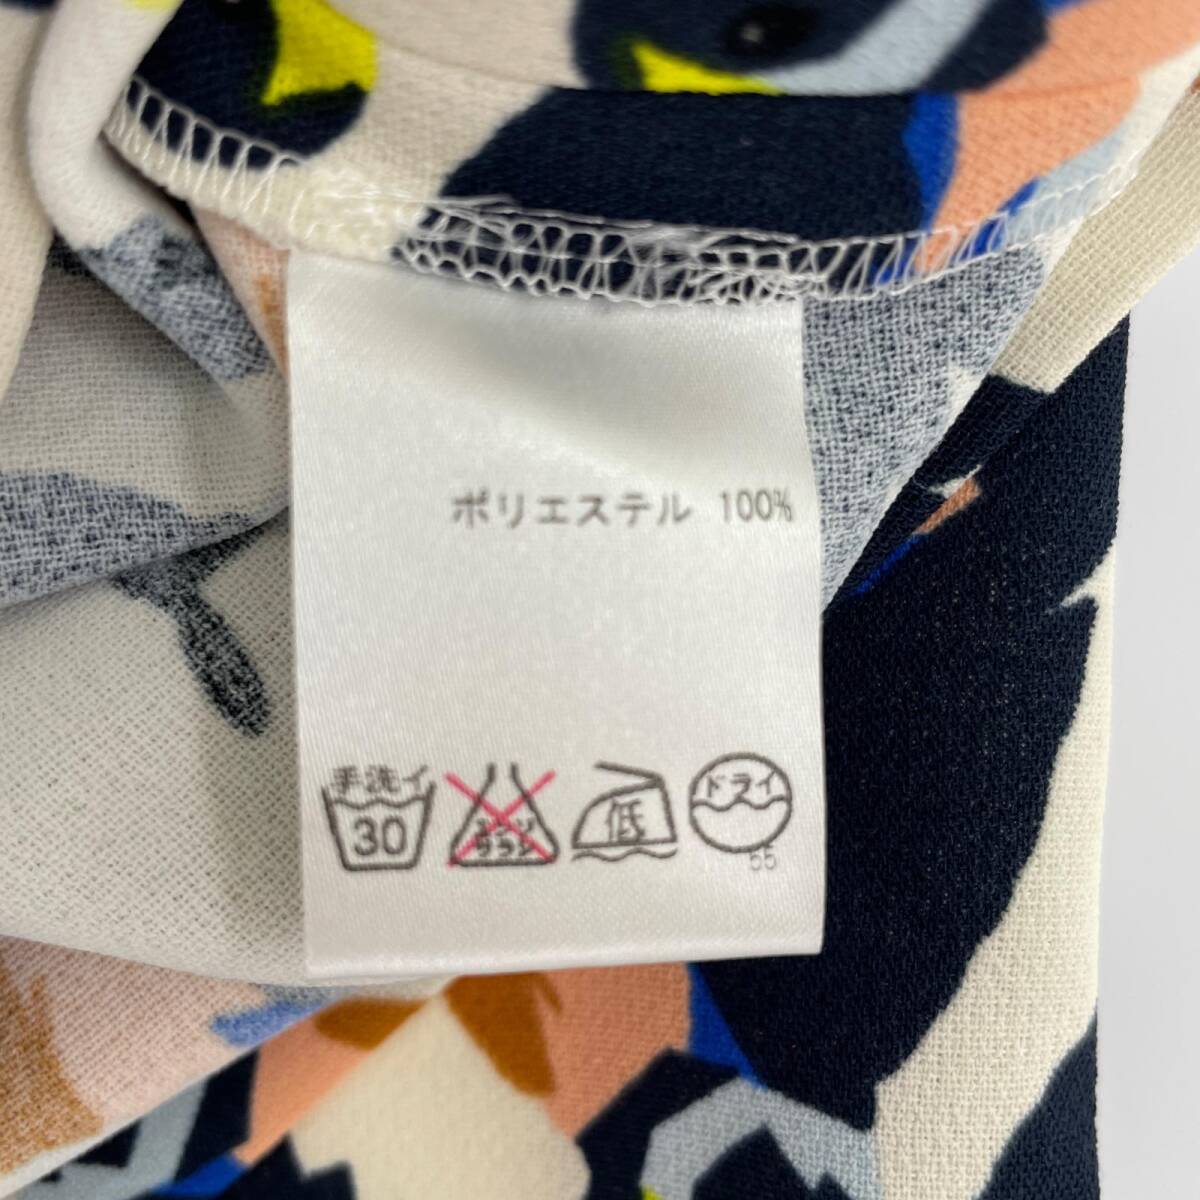 ポリエステル 100%
手洗イ
30
エンソ
サラシ
低
ドライ
55